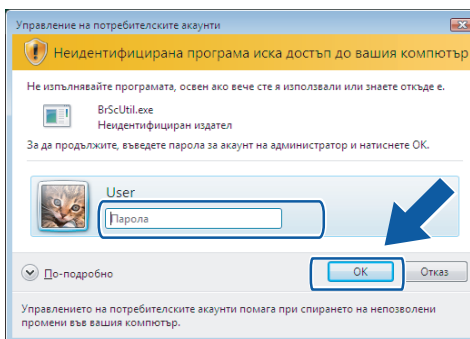 Управление на потребителските акаунти
Неидентифицирана програма иска достъп до вашия компютър
Не изпълнявайте програмата, освен ако вече сте я използвали или знаете откъде е.
BrScUtil.exe
Неидентифициран издател
За да продължите, въведете парола за акаунт на администратор и натиснете OK.
User
Парола
По-подробно
OK
Отказ
Управлението на потребителските акаунти помага при спирането на непозволени
промени във вашия компютър.